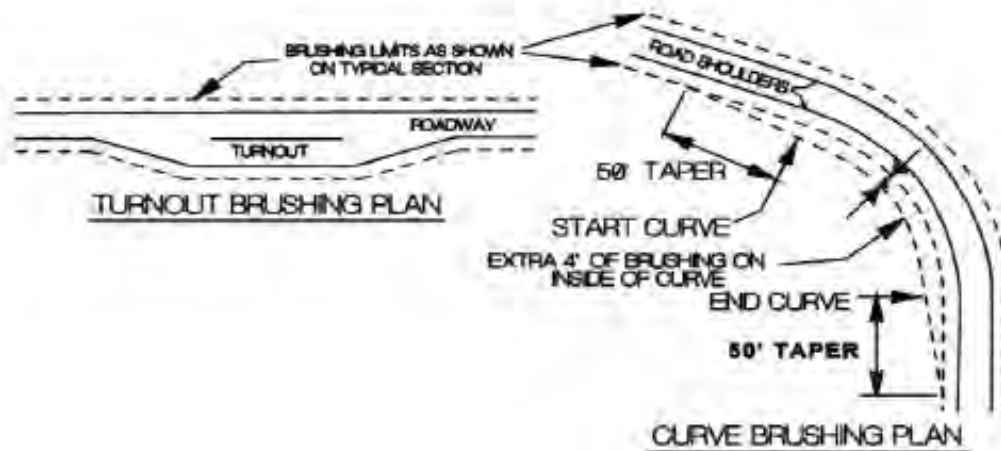 BRUSHING LIMITS AS SHOWN
ON TYPICAL SECTION
ROADWAY
TURNOUT
TURNOUT BRUSHING PLAN
ROAD SHOULDERS
50' TAPER
START CURVE
EXTRA 4' OF BRUSHING ON
INSIDE OF CURVE
END CURVE
50' TAPER
CURVE BRUSHING PLAN